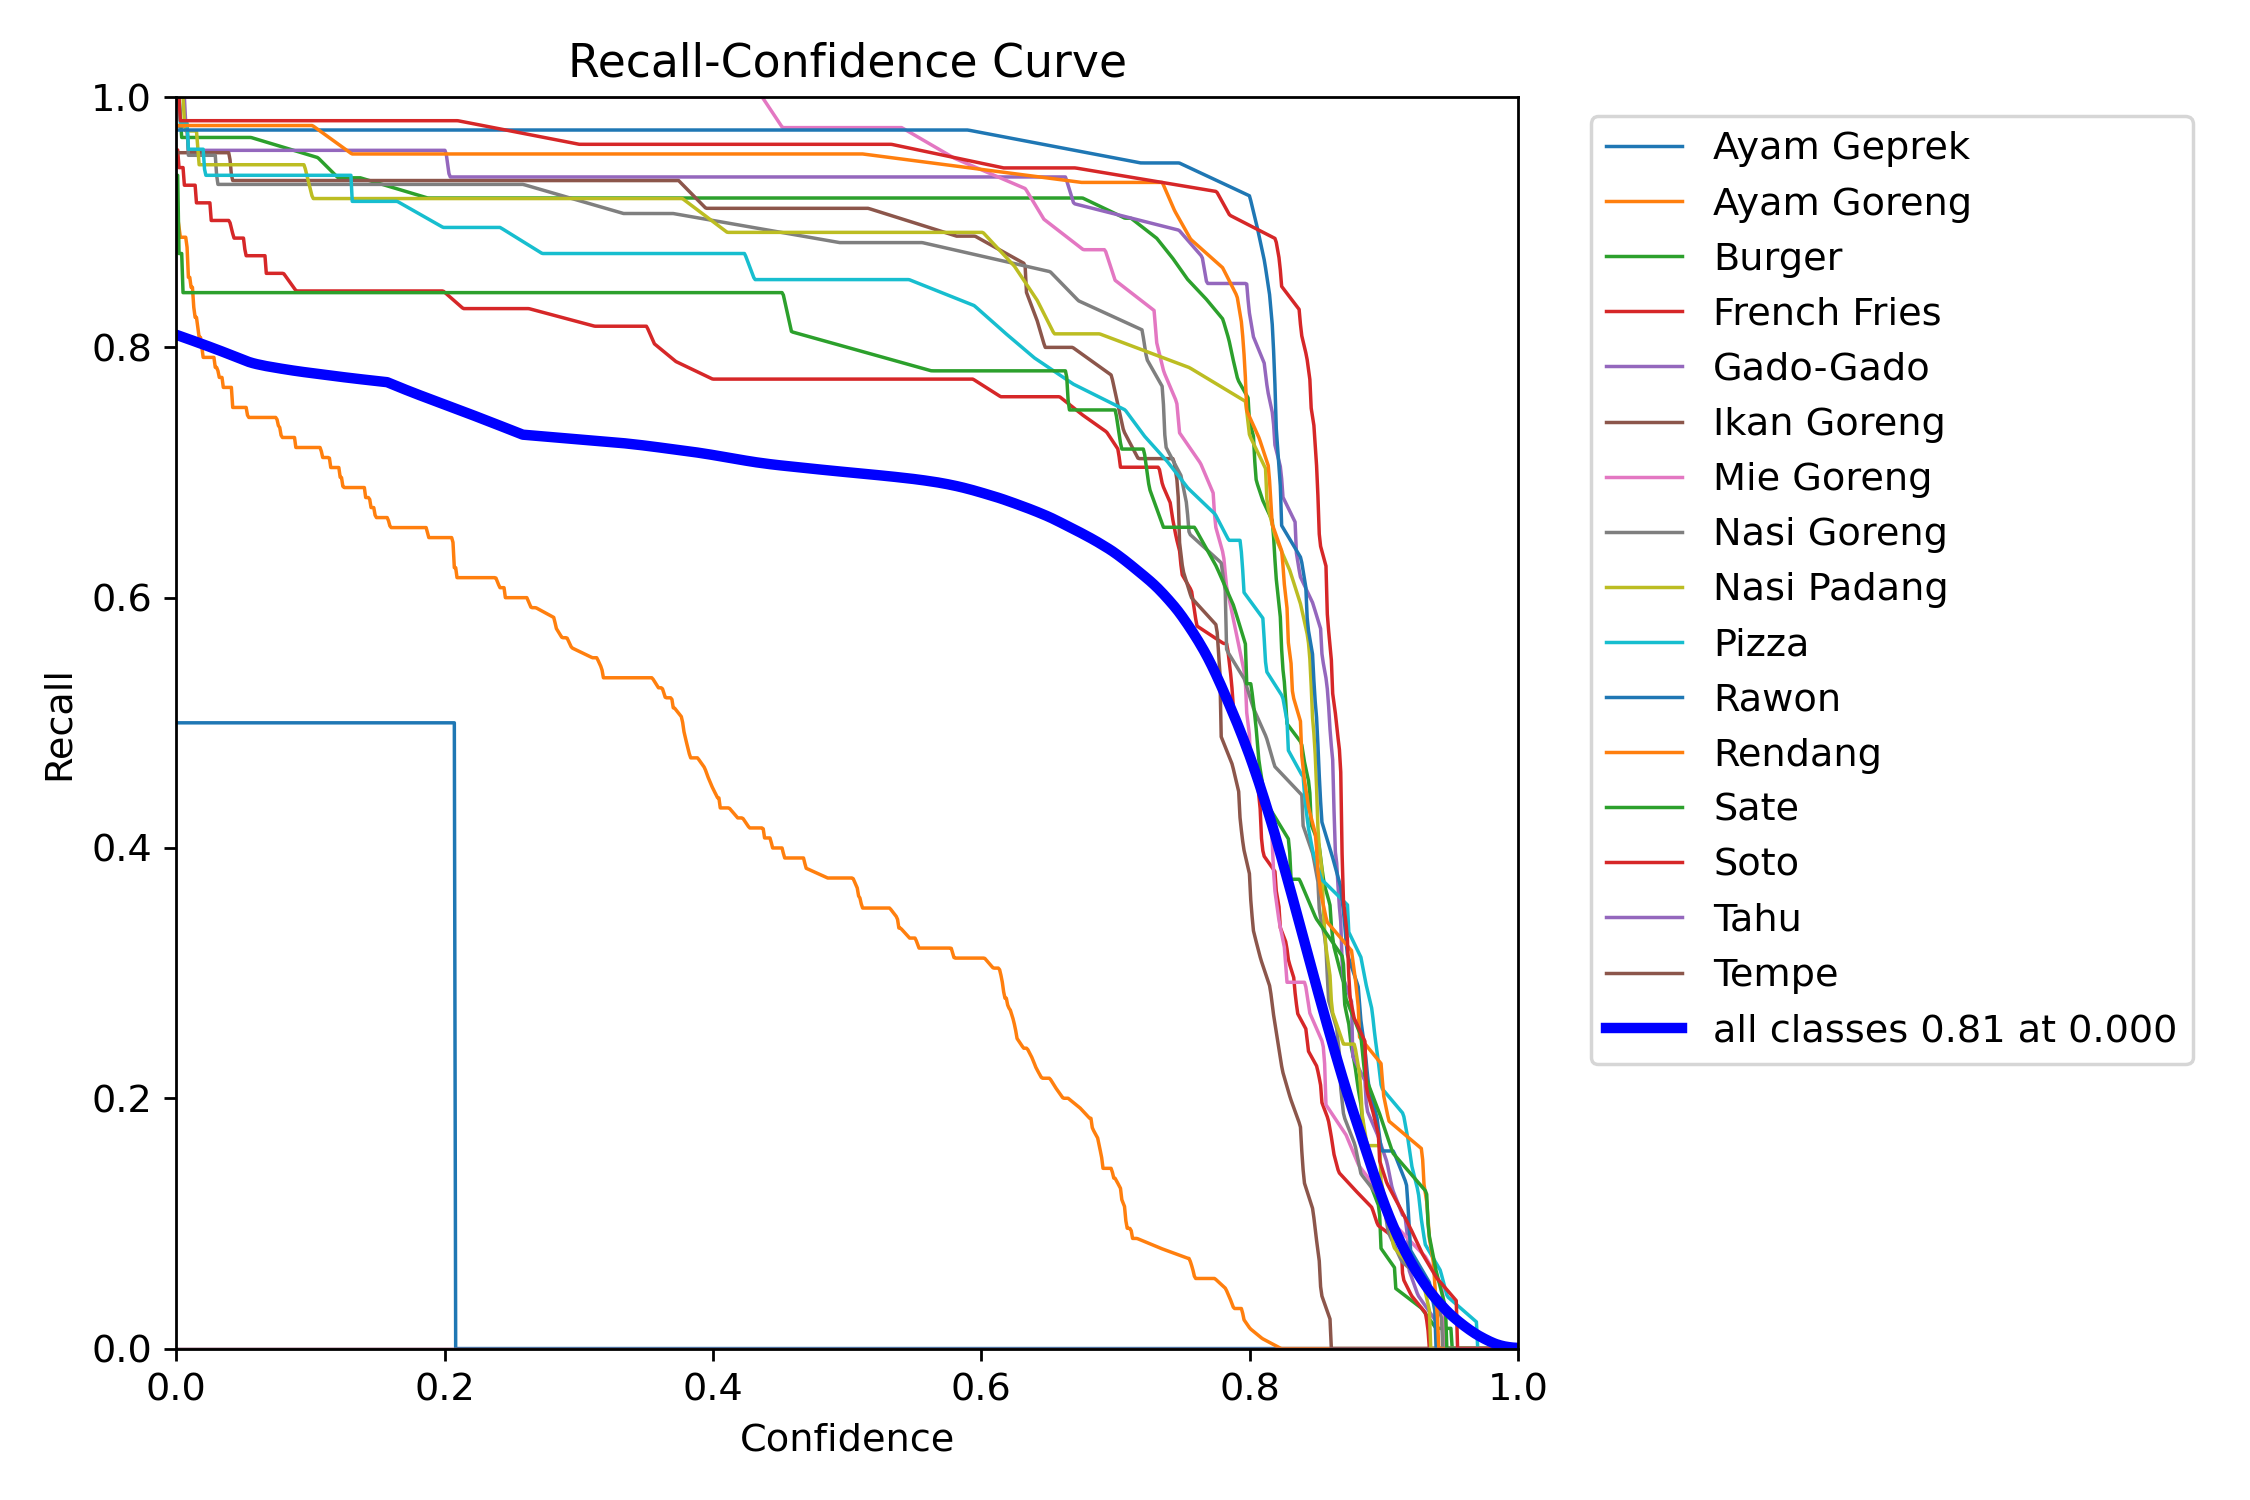 Recall-Confidence Curve
1.0
0.8
0.6
0.4
0.2
0.0
Recall
0.0 0.2 0.4 0.6 0.8 1.0
Confidence
Ayam Geprek
Ayam Goreng
Burger
French Fries
Gado-Gado
Ikan Goreng
Mie Goreng
Nasi Goreng
Nasi Padang
Pizza
Rawon
Rendang
Sate
Soto
Tahu
Tempe
all classes 0.81 at 0.000